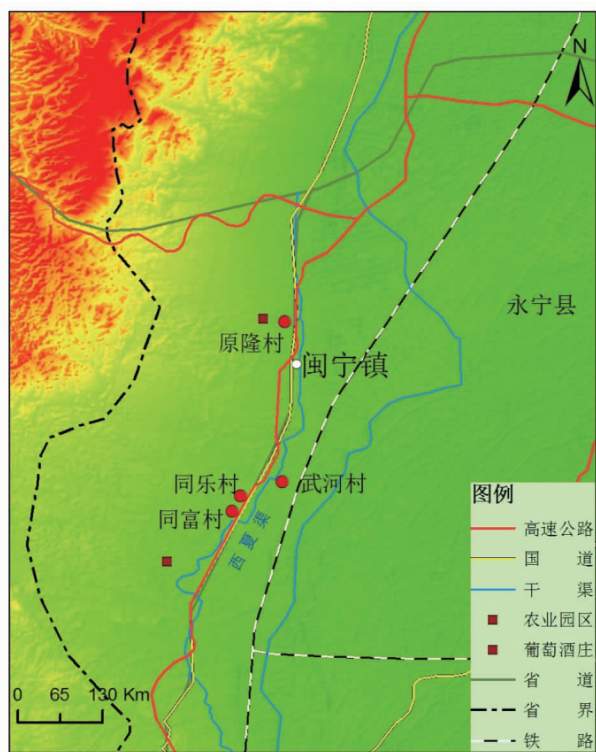 N
永宁县
原隆村
闽宁镇
同乐村
武河村
同富村
西夏渠
图例
高速公路
国 道
干 渠
农业园区
葡萄酒庄
省 道
省 界
铁 路
0 65 130 Km